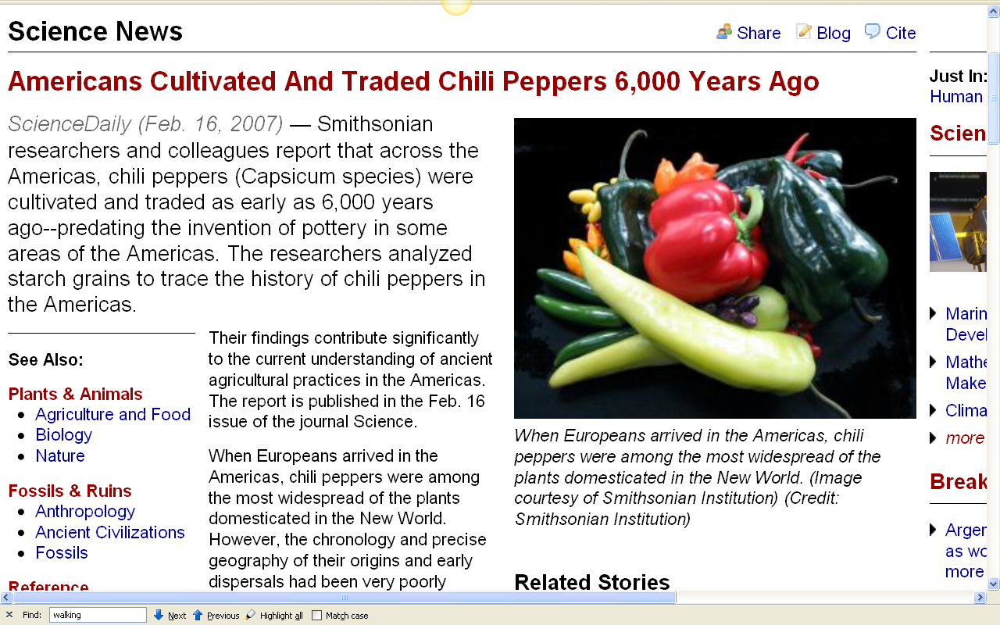 Science News
Share Blog Cite
Americans Cultivated And Traded Chili Peppers 6,000 Years Ago
ScienceDaily (Feb. 16, 2007) — Smithsonian
researchers and colleagues report that across the
Americas, chili peppers (Capsicum species) were
cultivated and traded as early as 6,000 years
ago--predating the invention of pottery in some
areas of the Americas. The researchers analyzed
starch grains to trace the history of chili peppers in
the Americas.
See Also:
Plants & Animals
Agriculture and Food
Biology
Nature
Fossils & Ruins
Anthropology
Ancient Civilizations
Fossils
Reference
Their findings contribute significantly
to the current understanding of ancient
agricultural practices in the Americas.
The report is published in the Feb. 16
issue of the journal Science.
When Europeans arrived in the
Americas, chili peppers were among
the most widespread of the plants
domesticated in the New World.
However, the chronology and precise
geography of their origins and early
dispersals had been very poorly
When Europeans arrived in the Americas, chili
peppers were among the most widespread of the
plants domesticated in the New World. (Image
courtesy of Smithsonian Institution) (Credit:
Smithsonian Institution)
Related Stories
Just In:
Human
Scien
Marin
Devel
Mathe
Make
Clima
more
Break
Argen
as wo
more
Find: walking Next Previous Highlight all Match case